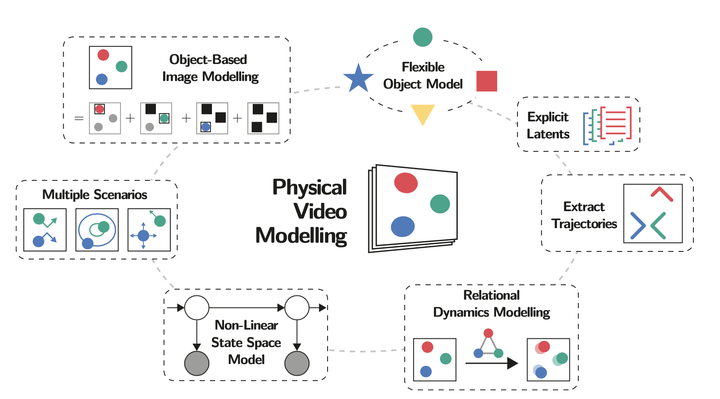 Object-Based
Image Modelling
= + + +
Flexible
Object Model
Explicit
Latents
Multiple Scenarios
Physical
Video
Modelling
Extract
Trajectories
Non-Linear
State Space
Model
Relational
Dynamics Modelling